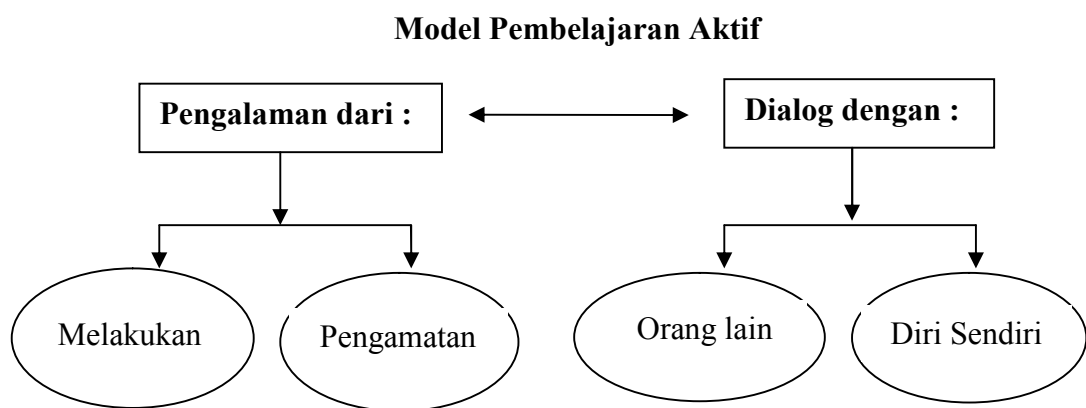 Model Pembelajaran Aktif
Pengalaman dari :
Dialog dengan :
Melakukan
Pengamatan
Orang lain
Diri Sendiri